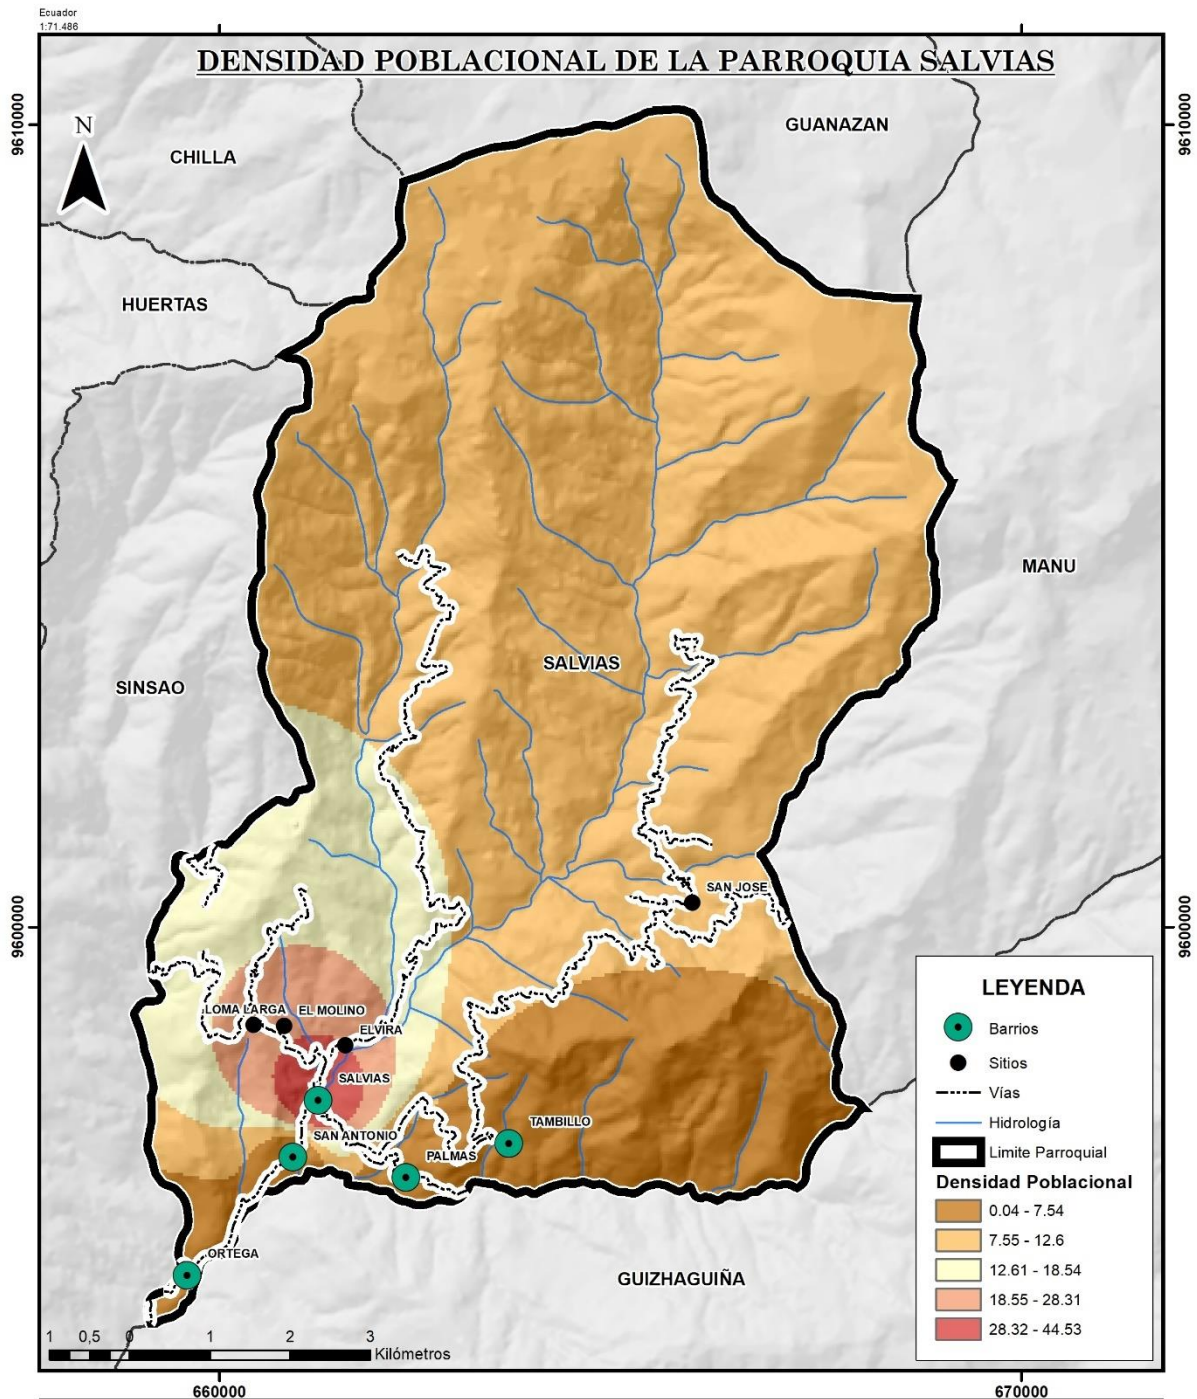 Ecuador
1:71.486
DENSIDAD POBLACIONAL DE LA PARROQUIA SALVIAS
9610000
9610000
N
GUANAZAN
CHILLA
HUERTAS
MANU
SALVIAS
SINSAO
SAN JOSE
9600000
9600000
LOMA LARGA
EL MOLINO
ELVIRA
SALVIAS
SAN ANTONIO
TAMBILLO
PALMAS
ORTEGA
GUIZHAGUIÑA
LEYENDA
Barrios
Sitios
Vías
Hidrología
Limite Parroquial
Densidad Poblacional
0.04 - 7.54
7.55 - 12.6
12.61 - 18.54
18.55 - 28.31
28.32 - 44.53
1 0,5 0 1 2 3
Kilómetros
660000
670000